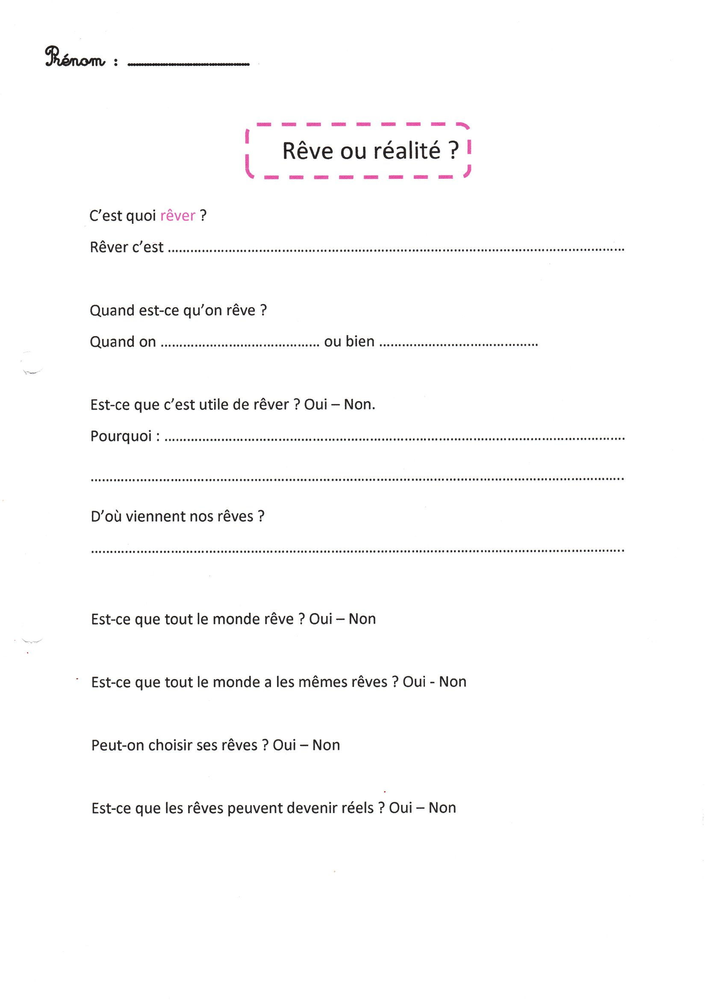 Prénom : ____________
Rêve ou réalité ?
C’est quoi rêver ?
Rêver c’est ........................................................................................................................
Quand est-ce qu’on rêve ?
Quand on .......................................... ou bien ..........................................
Est-ce que c’est utile de rêver ? Oui – Non.
Pourquoi : ........................................................................................................................
............................................................................................................................................
D’où viennent nos rêves ?
............................................................................................................................................
Est-ce que tout le monde rêve ? Oui – Non
Est-ce que tout le monde a les mêmes rêves ? Oui - Non
Peut-on choisir ses rêves ? Oui – Non
Est-ce que les rêves peuvent devenir réels ? Oui – Non